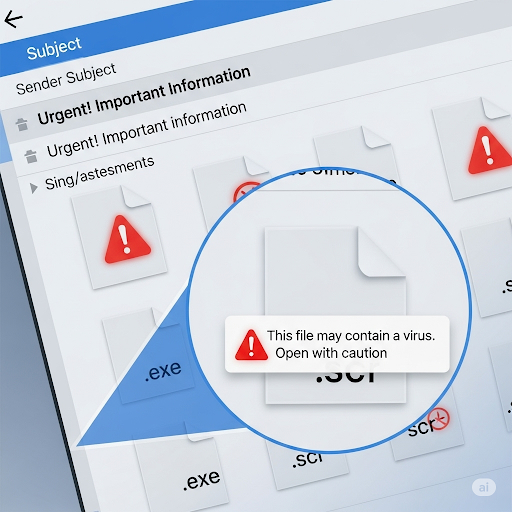 Subject
Sender Subject
Urgent! Important Information
Urgent! Important information
Sing/astesments
This file may contain a virus.
Open with caution
.scr
.s
.exe
scr
.exe
.scr
ai